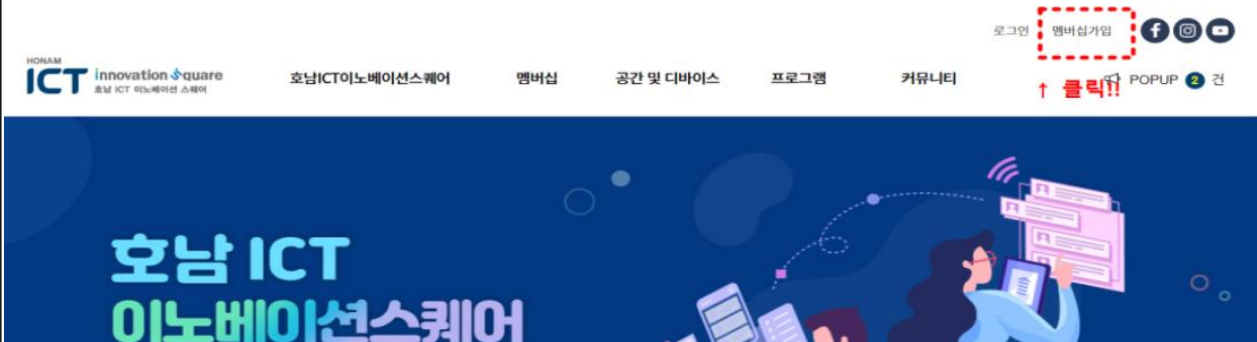 로그인 멤버십가입
HONAM
ICT innovation Square
호남 ICT 이노베이션 스퀘어
호남ICT이노베이션스퀘어 멤버십 공간 및 디바이스 프로그램 커뮤니티 POPUP 2 건
↑ 클릭!!
호남 ICT
이노베이션스퀘어